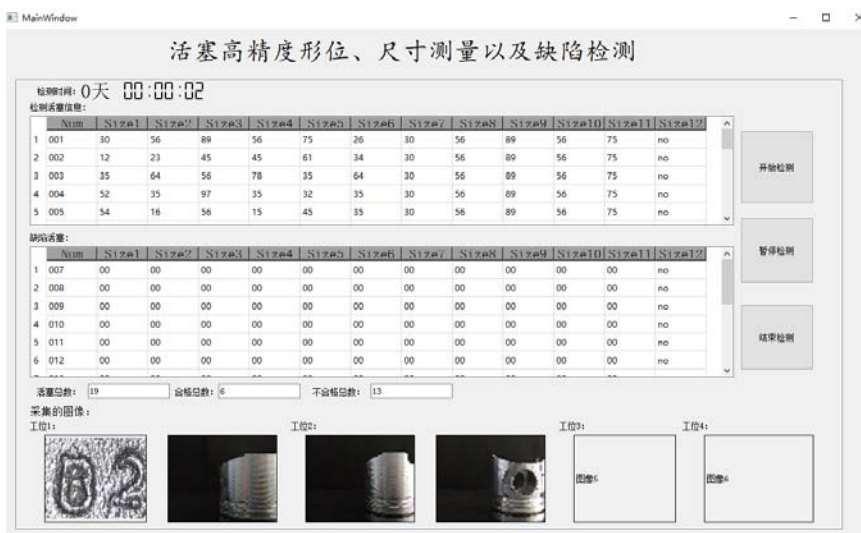 MainWindow
活塞高精度形位、尺寸测量以及缺陷检测
检测时间: 0天 00:00:02
检测活塞信息:
Num Size1 Size2 Size3 Size4 Size5 Size6 Size7 Size8 Size9 Size10 Size11 Size12
1 001 30 56 89 56 75 26 30 56 89 56 75 no
2 002 12 23 45 45 61 34 30 56 89 56 75 no
3 003 35 64 56 78 35 64 30 56 89 56 75 no
4 004 52 35 97 35 32 35 30 56 89 56 75 no
5 005 54 16 56 15 45 35 30 56 89 56 75 no
开始检测
暂停检测
结束检测
缺陷活塞:
Num Size1 Size2 Size3 Size4 Size5 Size6 Size7 Size8 Size9 Size10 Size11 Size12
1 007 00 00 00 00 00 00 00 00 00 00 00 no
2 008 00 00 00 00 00 00 00 00 00 00 00 no
3 009 00 00 00 00 00 00 00 00 00 00 00 no
4 010 00 00 00 00 00 00 00 00 00 00 00 no
5 011 00 00 00 00 00 00 00 00 00 00 00 no
6 012 00 00 00 00 00 00 00 00 00 00 00 no
活塞总数: 19 合格总数: 6 不合格总数: 13
采集的图像:
工位1: 工位2: 工位3: 工位4:
02 图像6 图像6